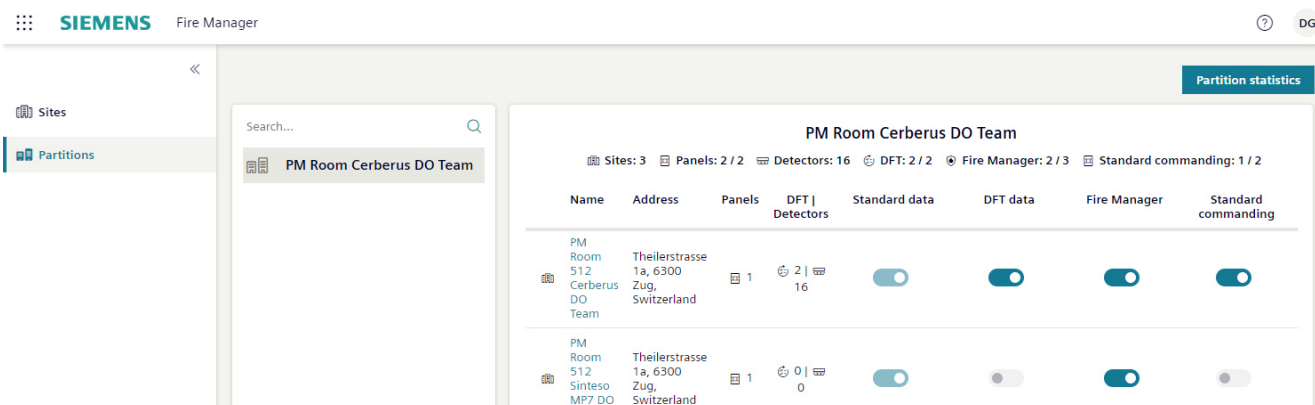 SIEMENS Fire Manager
DG
Partition statistics
Sites
Partitions
Search...
PM Room Cerberus DO Team
PM Room Cerberus DO Team
Sites: 3 Panels: 2 / 2 Detectors: 16 DFT: 2 / 2 Fire Manager: 2 / 3 Standard commanding: 1 / 2
Name Address Panels DFT | Standard data DFT data Fire Manager Standard
Detectors commanding
PM
Room Theilerstrasse
512 1a, 6300 1 2 |
Cerberus Zug, 16
DO Switzerland
Team
PM
Room Theilerstrasse
512 1a, 6300 1 0 |
Sinteso Zug, 0
MP7 DO Switzerland